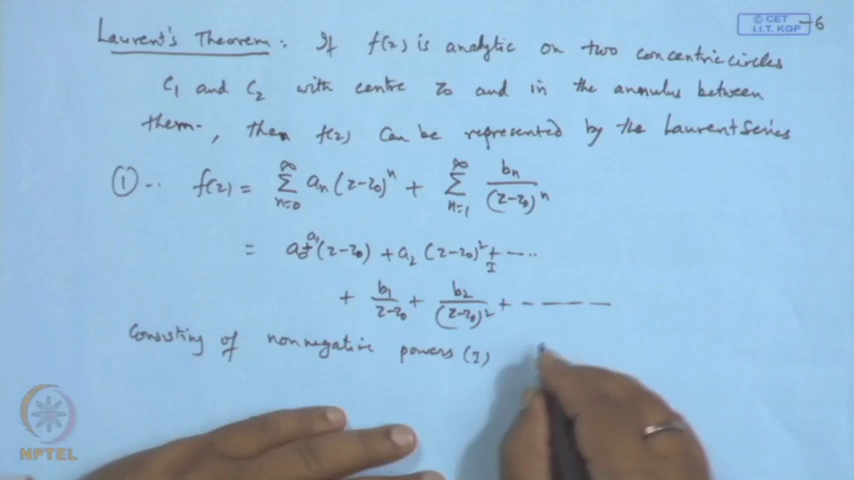 © CET
I.I.T. KGP
-6
Laurent's Theorem: If f(z) is analytic on two concentric circles
C₁ and C₂ with centre z₀ and in the annulus between
them, then f(z) can be represented by the Laurent Series
① .. f(z) = ∑_{n=0}^{∞} aₙ(z-z₀)ⁿ + ∑_{n=1}^{∞} bₙ/(z-z₀)ⁿ
= a₀ + a₁(z-z₀) + a₂(z-z₀)² + ---..
I
+ b₁/(z-z₀) + b₂/(z-z₀)² + - — — —
Consisting of nonnegative powers (I)
NPTEL